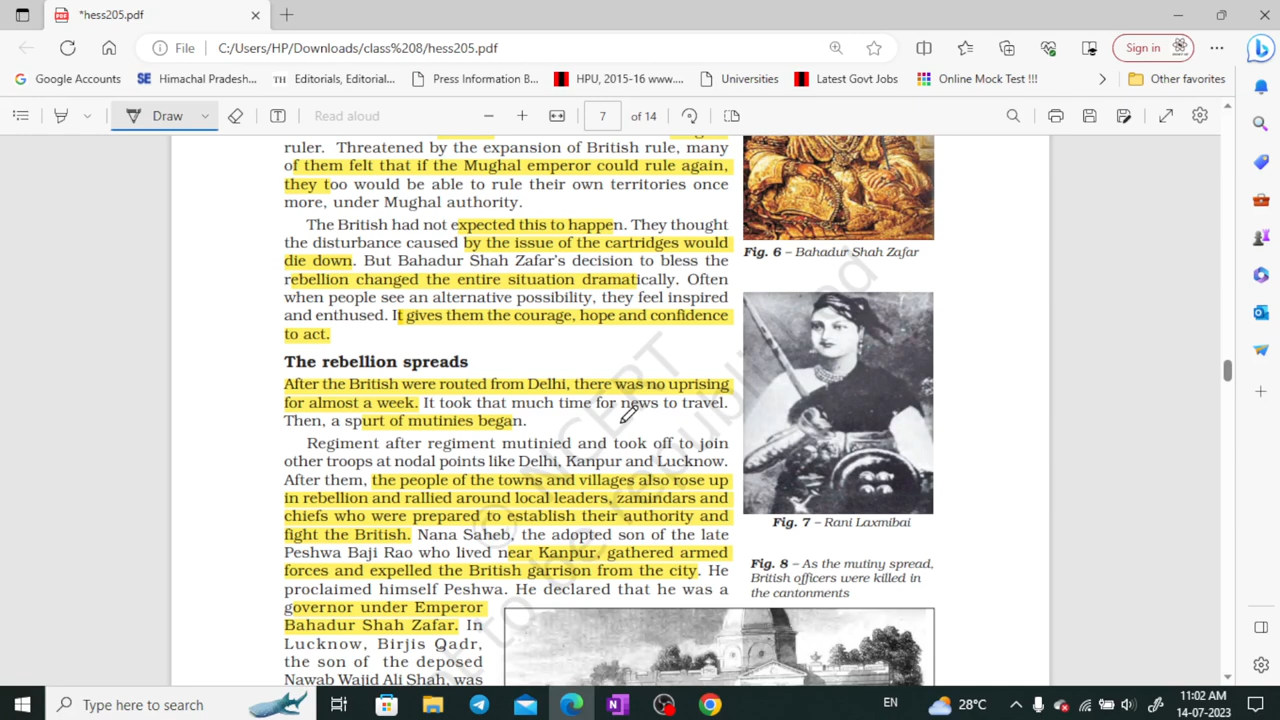 *hess205.pdf
File
C:/Users/HP/Downloads/class%208/hess205.pdf
Sign in
Google Accounts
SE Himachal Pradesh...
TH Editorials, Editorial...
Press Information B...
HPU, 2015-16 www....
Universities
Latest Govt Jobs
Online Mock Test !!!
Other favorites
Draw
Read aloud
7 of 14
ruler. Threatened by the expansion of British rule, many
of them felt that if the Mughal emperor could rule again,
they too would be able to rule their own territories once
more, under Mughal authority.
The British had not expected this to happen. They thought
the disturbance caused by the issue of the cartridges would
die down. But Bahadur Shah Zafar's decision to bless the
rebellion changed the entire situation dramatically. Often
when people see an alternative possibility, they feel inspired
and enthused. It gives them the courage, hope and confidence
to act.
The rebellion spreads
After the British were routed from Delhi, there was no uprising
for almost a week. It took that much time for news to travel.
Then, a spurt of mutinies began.
Regiment after regiment mutinied and took off to join
other troops at nodal points like Delhi, Kanpur and Lucknow.
After them, the people of the towns and villages also rose up
in rebellion and rallied around local leaders, zamindars and
chiefs who were prepared to establish their authority and
fight the British. Nana Saheb, the adopted son of the late
Peshwa Baji Rao who lived near Kanpur, gathered armed
forces and expelled the British garrison from the city. He
proclaimed himself Peshwa. He declared that he was a
governor under Emperor
Bahadur Shah Zafar. In
Lucknow, Birjis Qadr,
the son of the deposed
Nawab Wajid Ali Shah, was
Fig. 6 – Bahadur Shah Zafar
Fig. 7 – Rani Laxmibai
Fig. 8 – As the mutiny spread,
British officers were killed in
the cantonments
© NCERT
Type here to search
28°C
EN
11:02 AM
14-07-2023